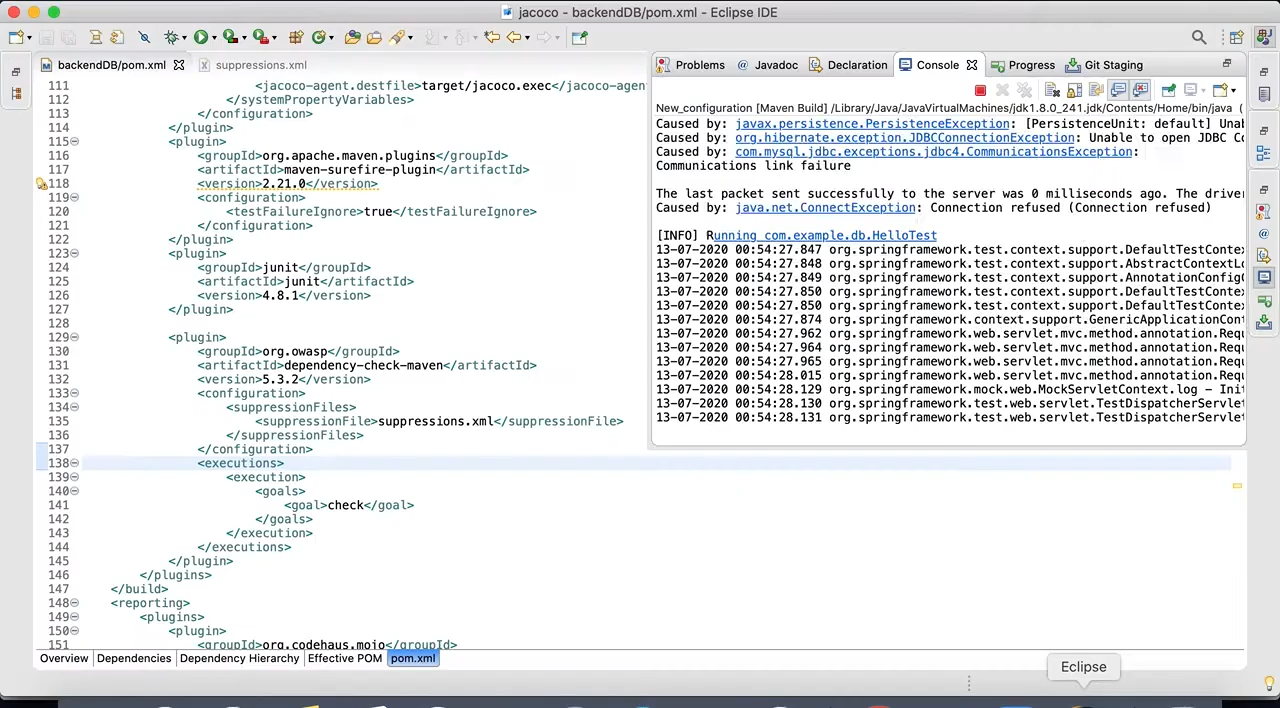 jacoco - backendDB/pom.xml - Eclipse IDE
backendDB/pom.xml
suppressions.xml
111 <jacoco-agent.destfile>target/jacoco.exec</jacoco-agent
112 </systemPropertyVariables>
113 </configuration>
114 </plugin>
115 <plugin>
116 <groupId>org.apache.maven.plugins</groupId>
117 <artifactId>maven-surefire-plugin</artifactId>
118 <version>2.21.0</version>
119 <configuration>
120 <testFailureIgnore>true</testFailureIgnore>
121 </configuration>
122 </plugin>
123 <plugin>
124 <groupId>junit</groupId>
125 <artifactId>junit</artifactId>
126 <version>4.8.1</version>
127 </plugin>
128
129 <plugin>
130 <groupId>org.owasp</groupId>
131 <artifactId>dependency-check-maven</artifactId>
132 <version>5.3.2</version>
133 <configuration>
134 <suppressionFiles>
135 <suppressionFile>suppressions.xml</suppressionFile>
136 </suppressionFiles>
137 </configuration>
138 <executions>
139 <execution>
140 <goals>
141 <goal>check</goal>
142 </goals>
143 </execution>
144 </executions>
145 </plugin>
146 </plugins>
147 </build>
148 <reporting>
149 <plugins>
150 <plugin>
151 <groupId>org.codehaus.mojo</groupId>
Overview
Dependencies
Dependency Hierarchy
Effective POM
pom.xml
Problems
Javadoc
Declaration
Console
Progress
Git Staging
New_configuration [Maven Build] /Library/Java/JavaVirtualMachines/jdk1.8.0_241.jdk/Contents/Home/bin/java (
Caused by: javax.persistence.PersistenceException: [PersistenceUnit: default] Unab
Caused by: org.hibernate.exception.JDBCConnectionException: Unable to open JDBC Co
Caused by: com.mysql.jdbc.exceptions.jdbc4.CommunicationsException:
Communications link failure
The last packet sent successfully to the server was 0 milliseconds ago. The driver
Caused by: java.net.ConnectException: Connection refused (Connection refused)
[INFO] Running com.example.db.HelloTest
13-07-2020 00:54:27.847 org.springframework.test.context.support.DefaultTestConte
13-07-2020 00:54:27.848 org.springframework.test.context.support.AbstractContextLo
13-07-2020 00:54:27.849 org.springframework.test.context.support.AnnotationConfigC
13-07-2020 00:54:27.850 org.springframework.test.context.support.DefaultTestContex
13-07-2020 00:54:27.850 org.springframework.test.context.support.DefaultTestContex
13-07-2020 00:54:27.874 org.springframework.context.support.GenericApplicationCont
13-07-2020 00:54:27.962 org.springframework.web.servlet.mvc.method.annotation.Requ
13-07-2020 00:54:27.964 org.springframework.web.servlet.mvc.method.annotation.Requ
13-07-2020 00:54:27.965 org.springframework.web.servlet.mvc.method.annotation.Requ
13-07-2020 00:54:28.015 org.springframework.web.servlet.mvc.method.annotation.Requ
13-07-2020 00:54:28.129 org.springframework.mock.web.MockServletContext.log - Init
13-07-2020 00:54:28.130 org.springframework.test.web.servlet.TestDispatcherServlet
13-07-2020 00:54:28.131 org.springframework.test.web.servlet.TestDispatcherServlet
Eclipse